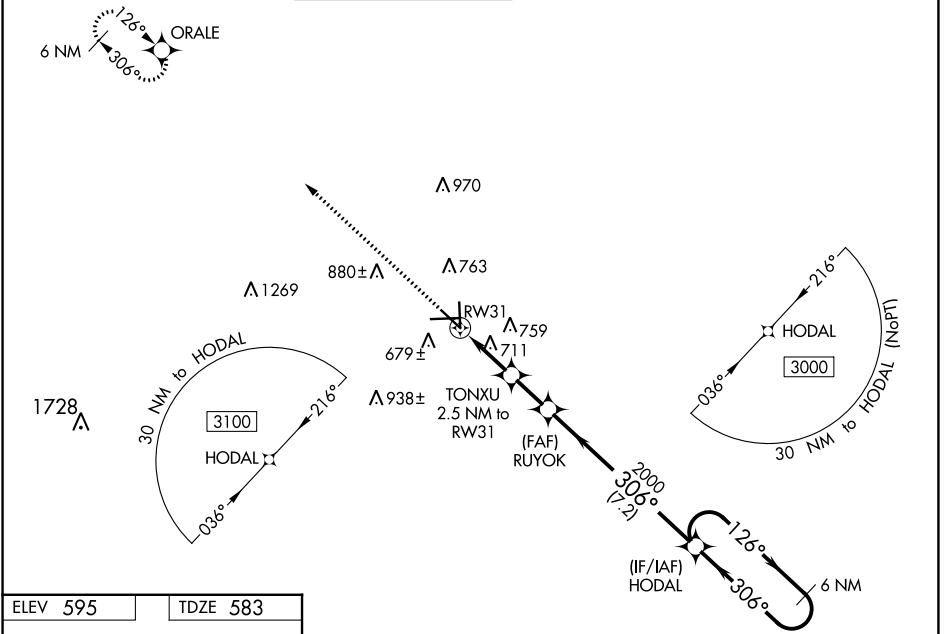 126°
ORALE
6 NM
306°
970
880±
763
1269
RW31
759
679±
711
30 NM to HODAL
216°
3100
HODAL
036°
1728
938±
TONXU
2.5 NM to
RW31
(FAF)
RUYOK
216°
HODAL
3000
036°
30 NM to HODAL (NoPT)
2000
306°
(7.2)
(IF/IAF)
HODAL
126°
306°
6 NM
ELEV 595
TDZE 583